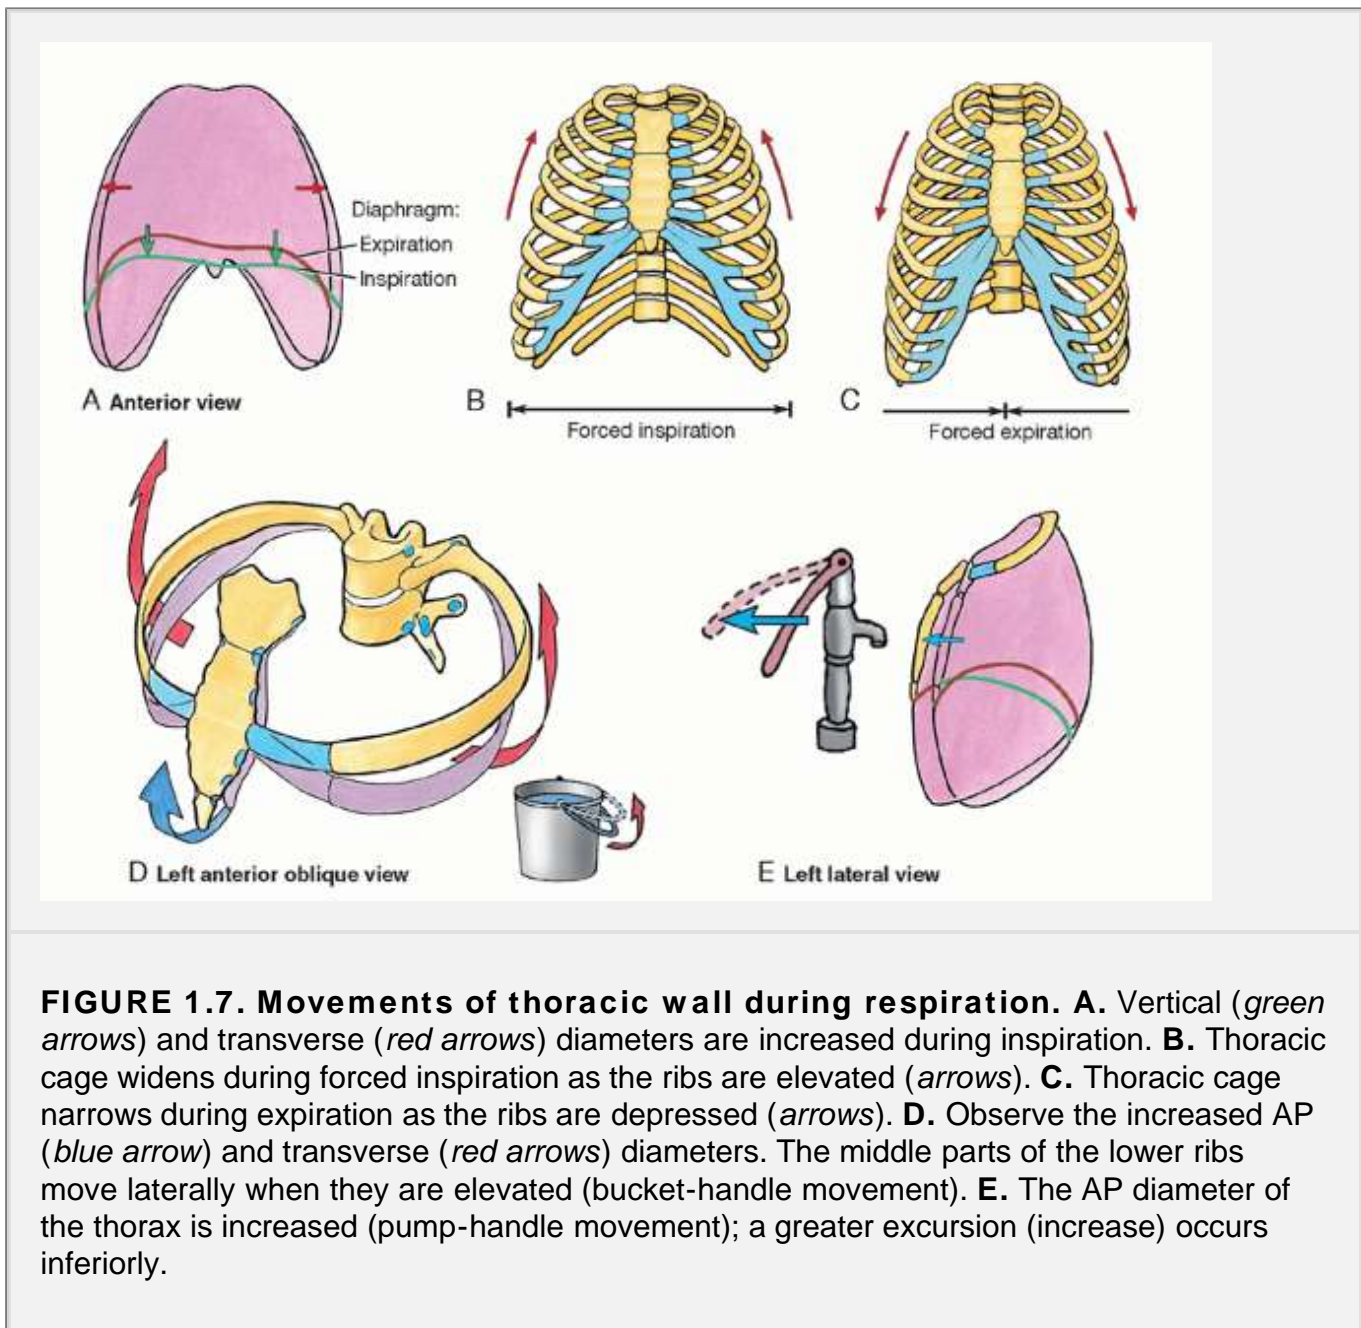 Diaphragm:
Expiration
Inspiration
A Anterior view
B
Forced inspiration
C
Forced expiration
D Left anterior oblique view
E Left lateral view
FIGURE 1.7. Movements of thoracic wall during respiration. A. Vertical (green
arrows) and transverse (red arrows) diameters are increased during inspiration. B. Thoracic
cage widens during forced inspiration as the ribs are elevated (arrows). C. Thoracic cage
narrows during expiration as the ribs are depressed (arrows). D. Observe the increased AP
(blue arrow) and transverse (red arrows) diameters. The middle parts of the lower ribs
move laterally when they are elevated (bucket-handle movement). E. The AP diameter of
the thorax is increased (pump-handle movement); a greater excursion (increase) occurs
inferiorly.